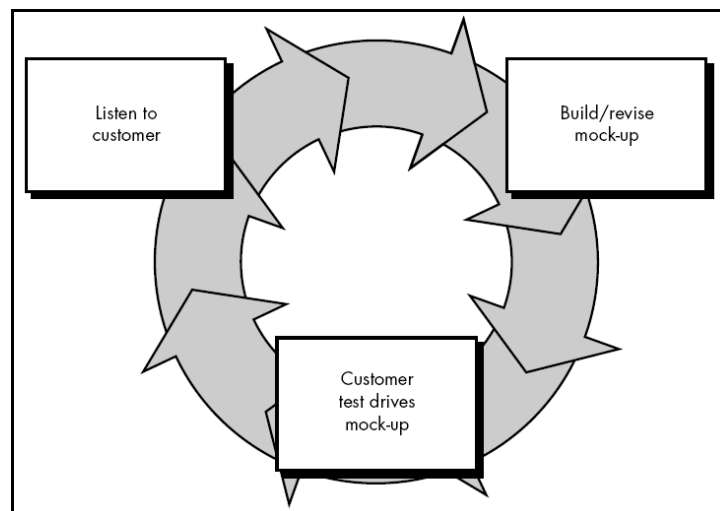 Listen to
customer
Build/revise
mock-up
Customer
test drives
mock-up